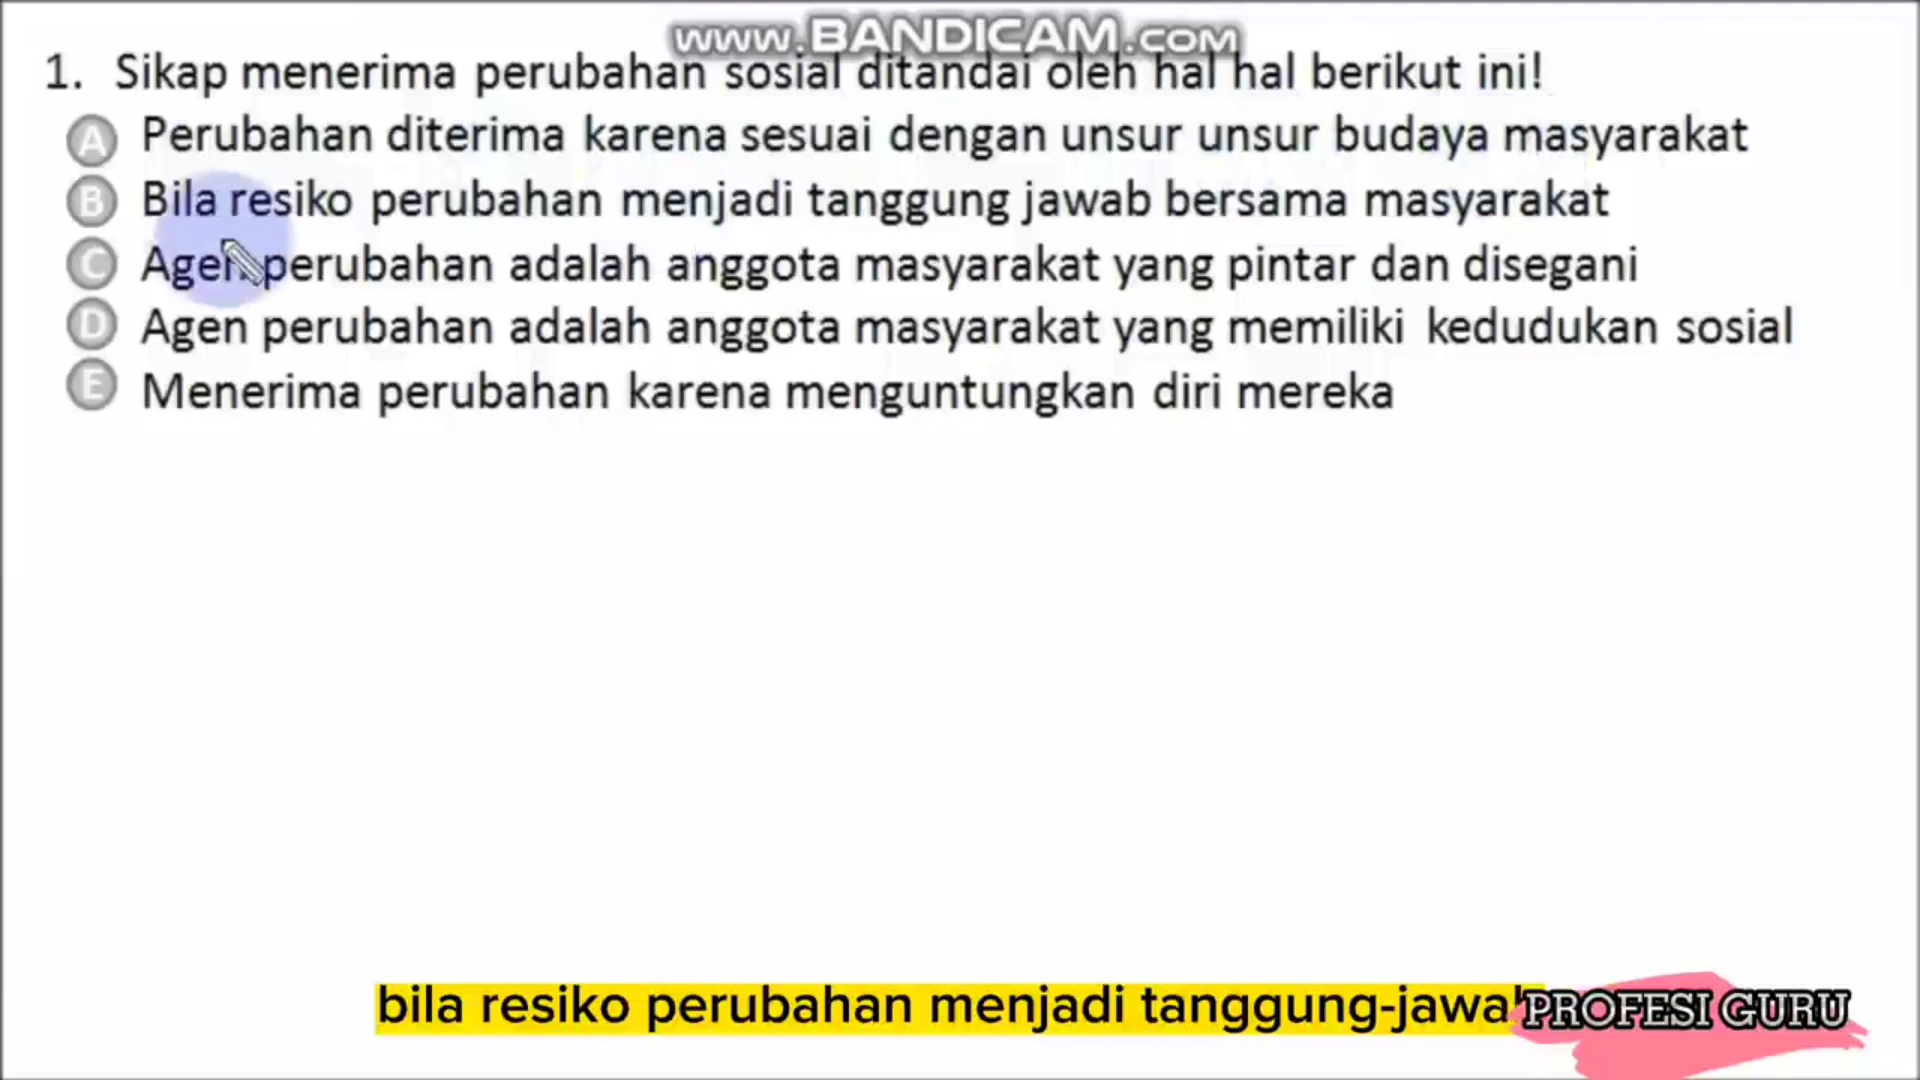 www.BANDICAM.com
1. Sikap menerima perubahan sosial ditandai oleh hal hal berikut ini!
A Perubahan diterima karena sesuai dengan unsur unsur budaya masyarakat
B Bila resiko perubahan menjadi tanggung jawab bersama masyarakat
C Agen perubahan adalah anggota masyarakat yang pintar dan disegani
D Agen perubahan adalah anggota masyarakat yang memiliki kedudukan sosial
E Menerima perubahan karena menguntungkan diri mereka
bila resiko perubahan menjadi tanggung-jawab
PROFESI GURU